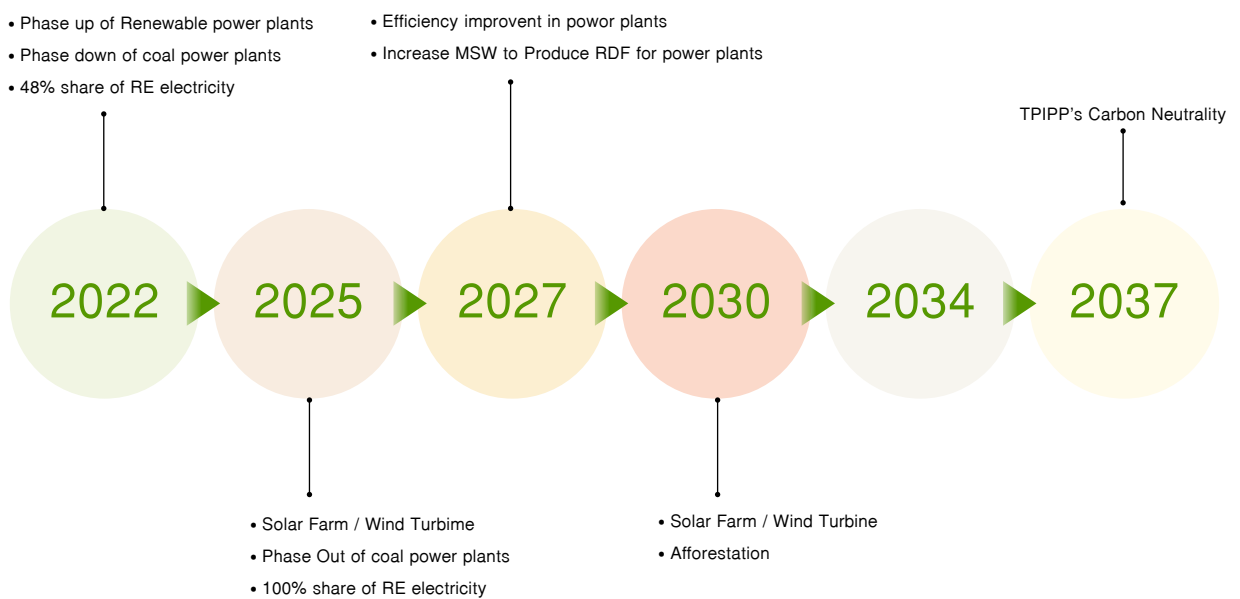 • Phase up of Renewable power plants
• Phase down of coal power plants
• 48% share of RE electricity
• Efficiency improvent in powor plants
• Increase MSW to Produce RDF for power plants
TPIPP's Carbon Neutrality
2022
2025
2027
2030
2034
2037
• Solar Farm / Wind Turbime
• Phase Out of coal power plants
• 100% share of RE electricity
• Solar Farm / Wind Turbine
• Afforestation